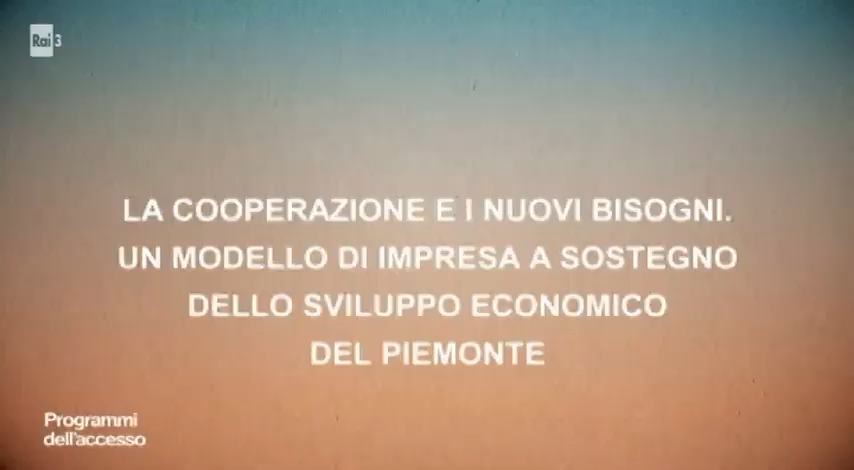 Rai 3
LA COOPERAZIONE E I NUOVI BISOGNI.
UN MODELLO DI IMPRESA A SOSTEGNO
DELLO SVILUPPO ECONOMICO
DEL PIEMONTE
Programmi
dell'accesso